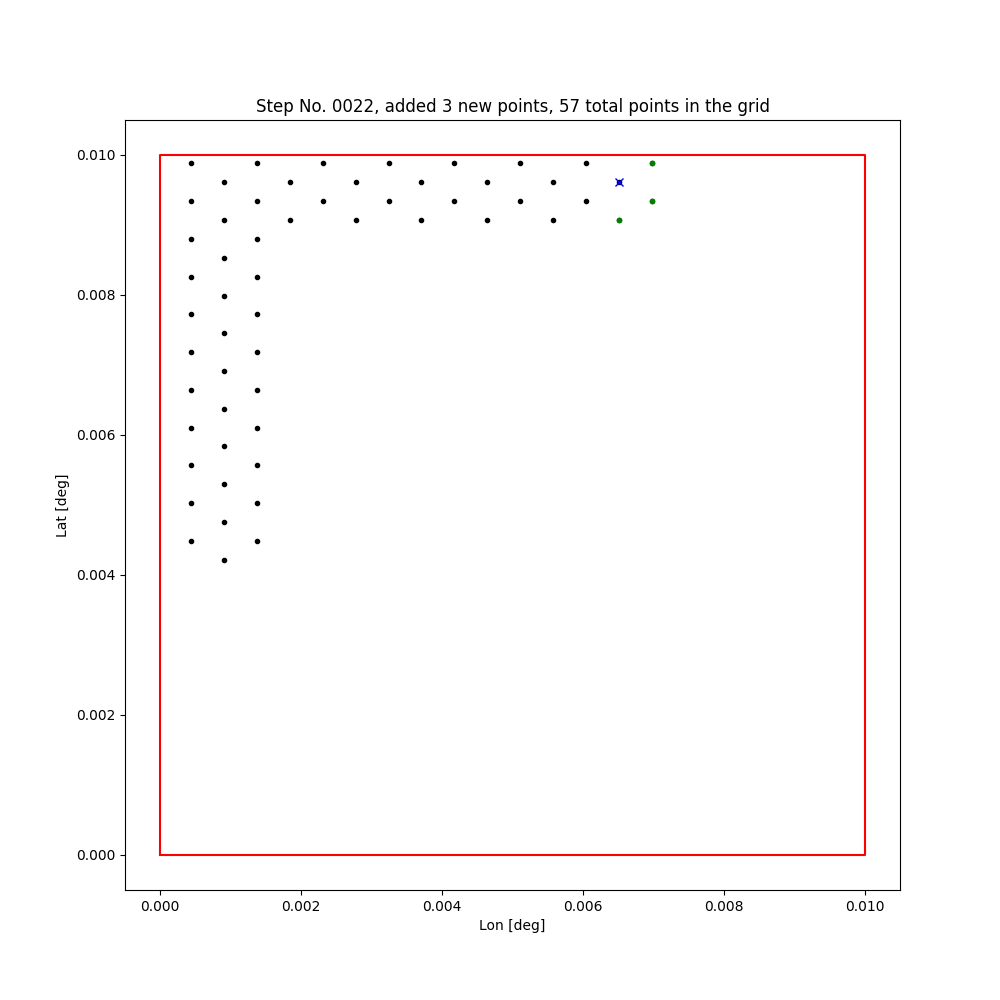 Step No. 0022, added 3 new points, 57 total points in the grid
0.010
0.008
0.006
0.004
0.002
0.000
Lat [deg]
0.000 0.002 0.004 0.006 0.008 0.010
Lon [deg]